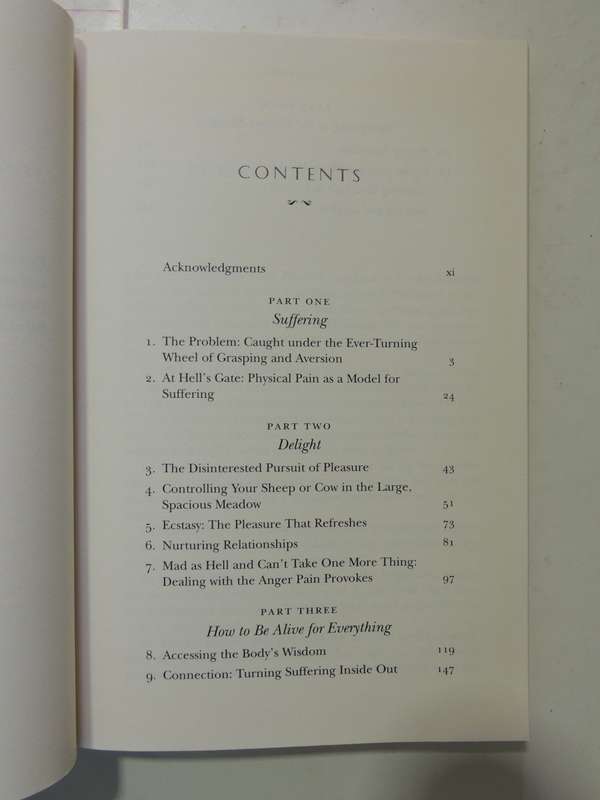 CONTENTS
Acknowledgments xi
PART ONE
Suffering
1. The Problem: Caught under the Ever-Turning
Wheel of Grasping and Aversion 3
2. At Hell's Gate: Physical Pain as a Model for
Suffering 24
PART TWO
Delight
3. The Disinterested Pursuit of Pleasure 43
4. Controlling Your Sheep or Cow in the Large,
Spacious Meadow 51
5. Ecstasy: The Pleasure That Refreshes 73
6. Nurturing Relationships 81
7. Mad as Hell and Can't Take One More Thing:
Dealing with the Anger Pain Provokes 97
PART THREE
How to Be Alive for Everything
8. Accessing the Body's Wisdom 119
9. Connection: Turning Suffering Inside Out 147